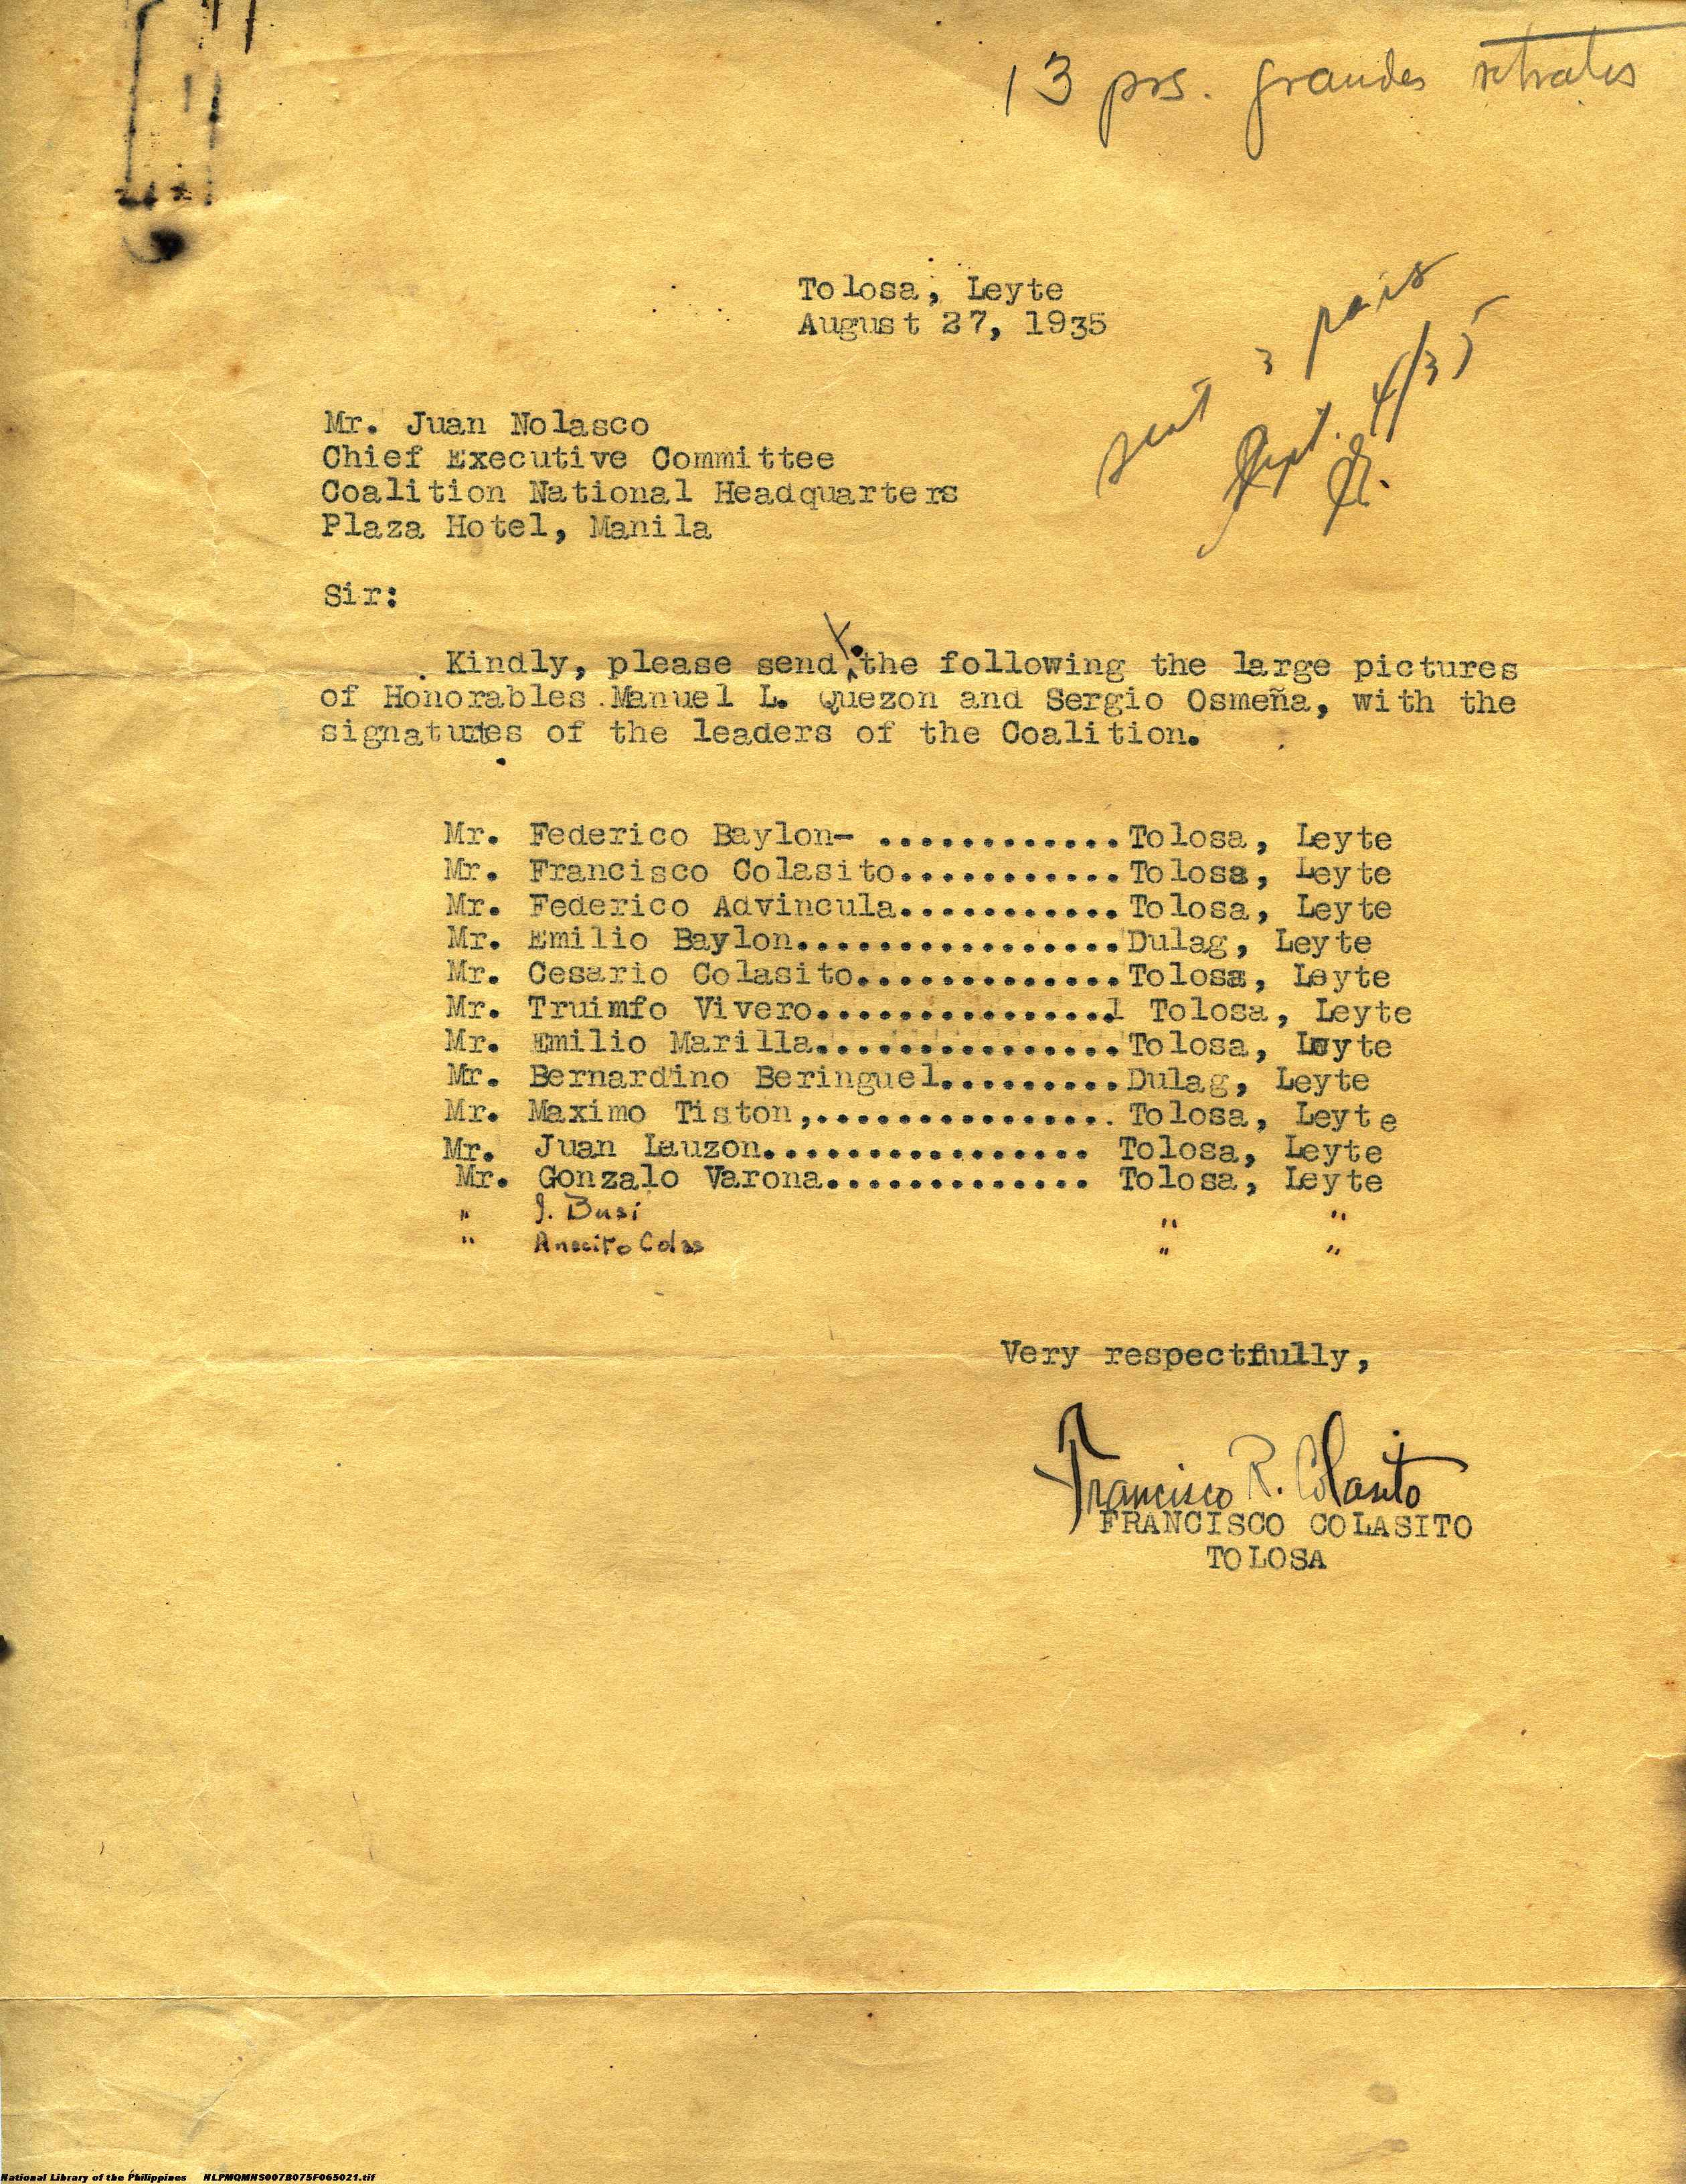 13 prs. grandes retratos
Tolosa, Leyte
August 27, 1935
sent 3 pairs
Sept. 4/35
Mr. Juan Nolasco
Chief Executive Committee
Coalition National Headquarters
Plaza Hotel, Manila
Sir:
Kindly, please send to the following the large pictures
of Honorables Manuel L. Quezon and Sergio Osmeña, with the
signatures of the leaders of the Coalition.
Mr. Federico Baylon- ............Tolosa, Leyte
Mr. Francisco Colasito...........Tolosa, Leyte
Mr. Federico Advincula...........Tolosa, Leyte
Mr. Emilio Baylon................Dulag, Leyte
Mr. Cesario Colasito.............Tolosa, Leyte
Mr. Truimfo Vivero...............1 Tolosa, Leyte
Mr. Emilio Marilla...............Tolosa, Leyte
Mr. Bernardino Beringuel.........Dulag, Leyte
Mr. Maximo Tiston,............... Tolosa, Leyte
Mr. Juan Lauzon................ Tolosa, Leyte
Mr. Gonzalo Varona............. Tolosa, Leyte
" J. Busi " "
" Anecito Colas " "
Very respectfully,
Francisco R. Colasito
FRANCISCO COLASITO
TOLOSA
National Library of the Philippines NLPMQMNS007B075F065021.tif